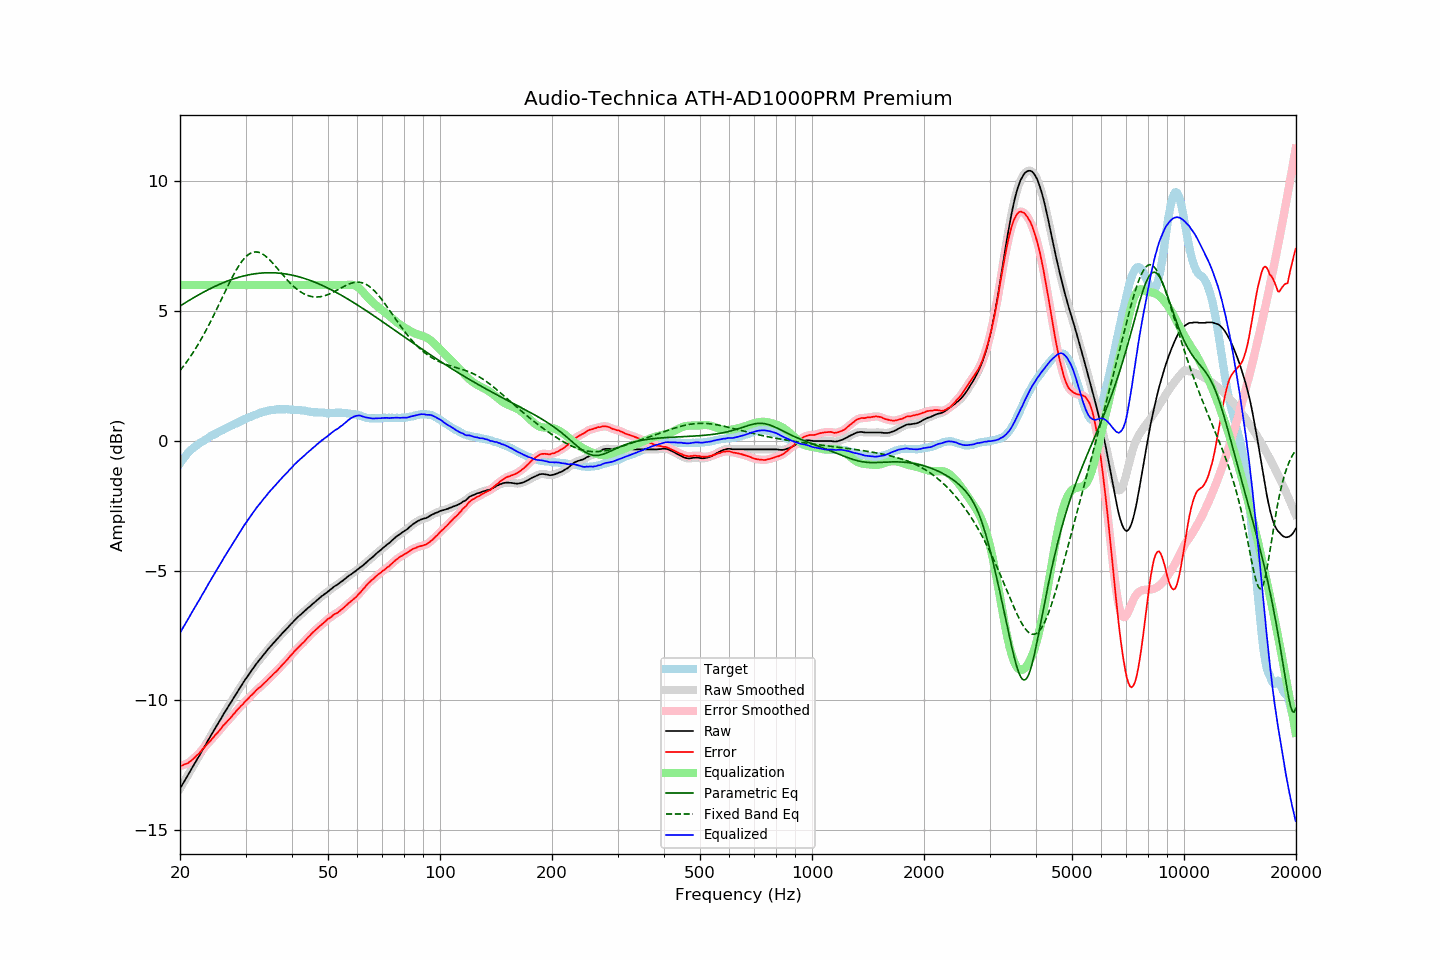 Audio-Technica ATH-AD1000PRM Premium
Amplitude (dBr)
10
5
0
−5
−10
−15
Target
Raw Smoothed
Error Smoothed
Raw
Error
Equalization
Parametric Eq
Fixed Band Eq
Equalized
20 50 100 200 500 1000 2000 5000 10000 20000
Frequency (Hz)